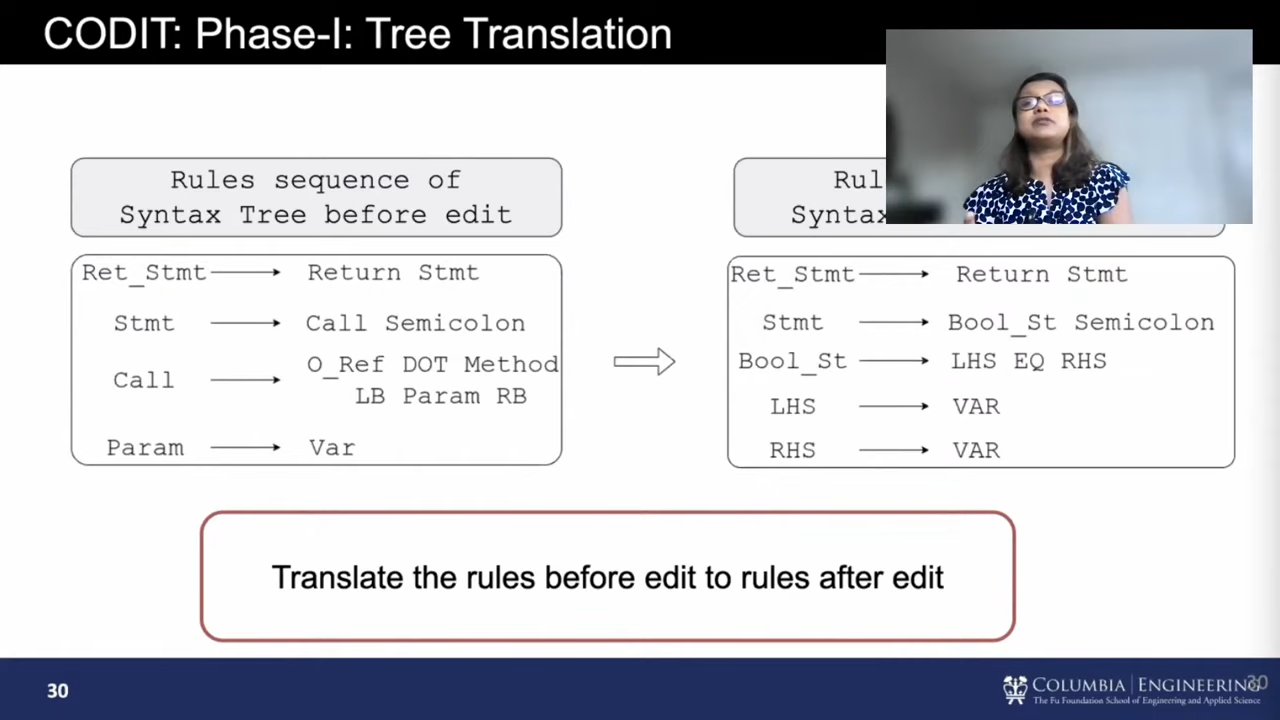 CODIT: Phase-I: Tree Translation
Rules sequence of
Syntax Tree before edit
Ret_Stmt Return Stmt
Stmt Call Semicolon
Call O_Ref DOT Method
LB Param RB
Param Var
Ret_Stmt Return Stmt
Stmt Bool_St Semicolon
Bool_St LHS EQ RHS
LHS VAR
RHS VAR
Translate the rules before edit to rules after edit
30
COLUMBIA | ENGINEERING
The Fu Foundation School of Engineering and Applied Science
30